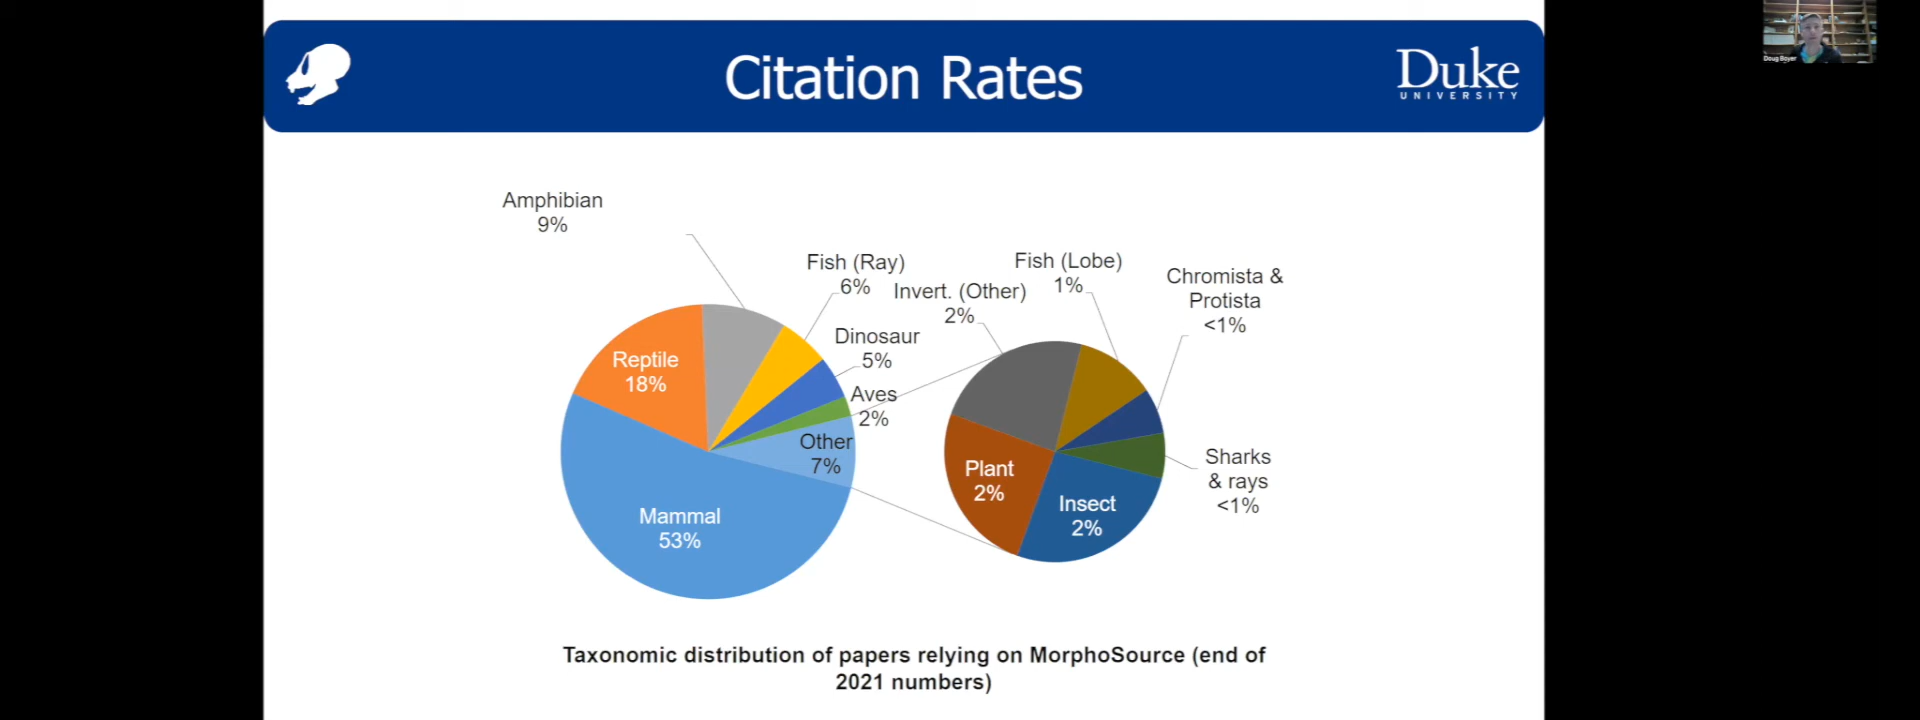 Citation Rates
Duke
UNIVERSITY
Doug Boyer
Amphibian
9%
Fish (Ray)
6%
Invert. (Other)
2%
Fish (Lobe)
1%
Chromista &
Protista
<1%
Dinosaur
5%
Reptile
18%
Aves
2%
Other
7%
Mammal
53%
Plant
2%
Insect
2%
Sharks
& rays
<1%
Taxonomic distribution of papers relying on MorphoSource (end of
2021 numbers)